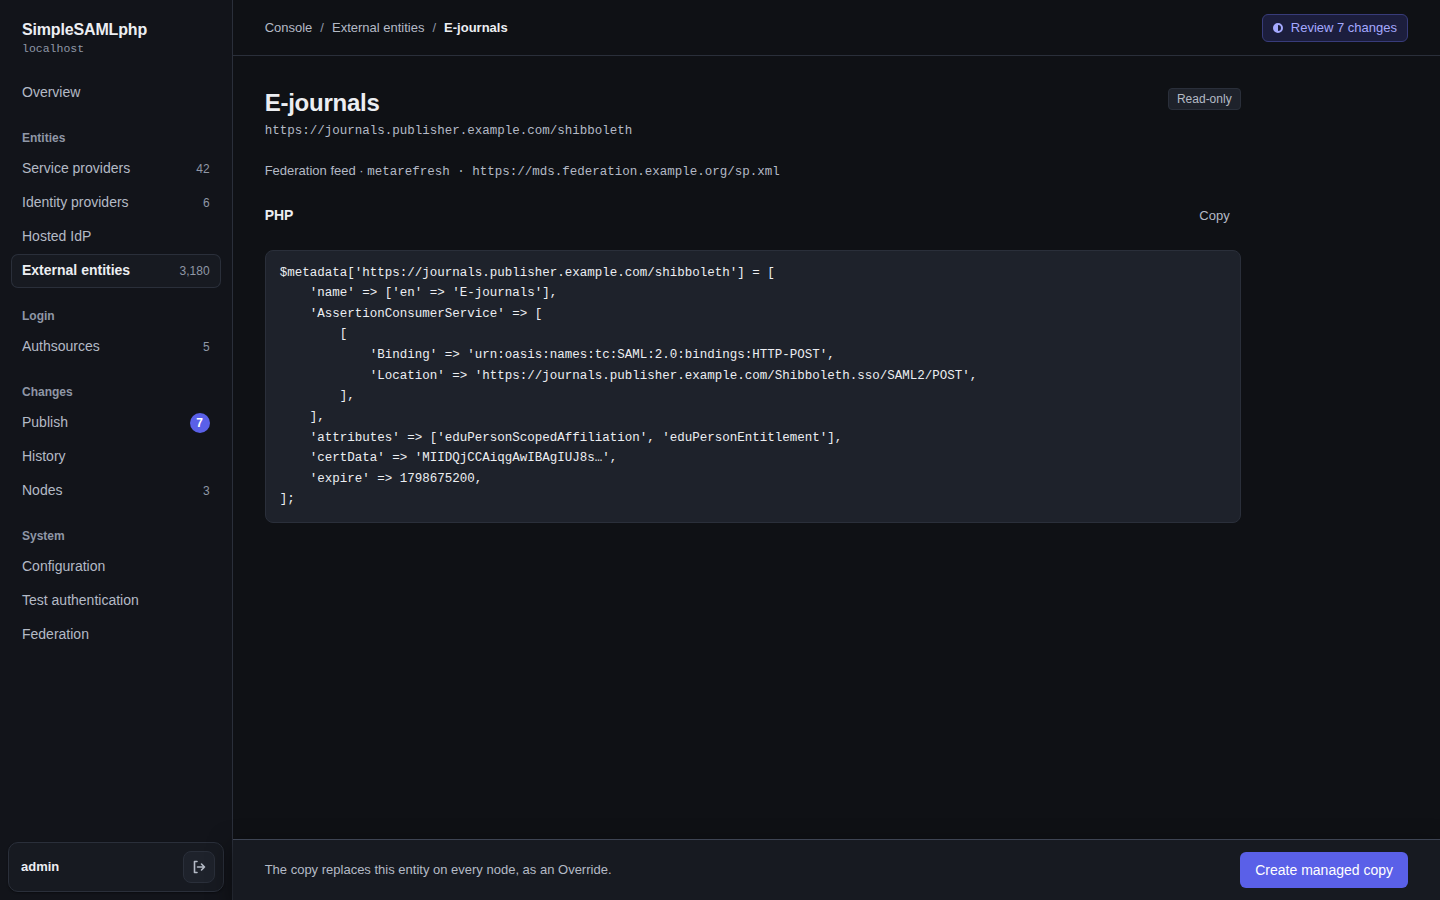 SimpleSAMLphp
localhost
Overview
Entities
Service providers 42
Identity providers 6
Hosted IdP
External entities 3,180
Login
Authsources 5
Changes
Publish 7
History
Nodes 3
System
Configuration
Test authentication
Federation
admin
Console / External entities / E-journals
Review 7 changes
E-journals
Read-only
https://journals.publisher.example.com/shibboleth
Federation feed · metarefresh · https://mds.federation.example.org/sp.xml
PHP
Copy
$metadata['https://journals.publisher.example.com/shibboleth'] = [
    'name' => ['en' => 'E-journals'],
    'AssertionConsumerService' => [
        [
            'Binding' => 'urn:oasis:names:tc:SAML:2.0:bindings:HTTP-POST',
            'Location' => 'https://journals.publisher.example.com/Shibboleth.sso/SAML2/POST',
        ],
    ],
    'attributes' => ['eduPersonScopedAffiliation', 'eduPersonEntitlement'],
    'certData' => 'MIIDQjCCAiqgAwIBAgIUJ8s…',
    'expire' => 1798675200,
];
The copy replaces this entity on every node, as an Override.
Create managed copy